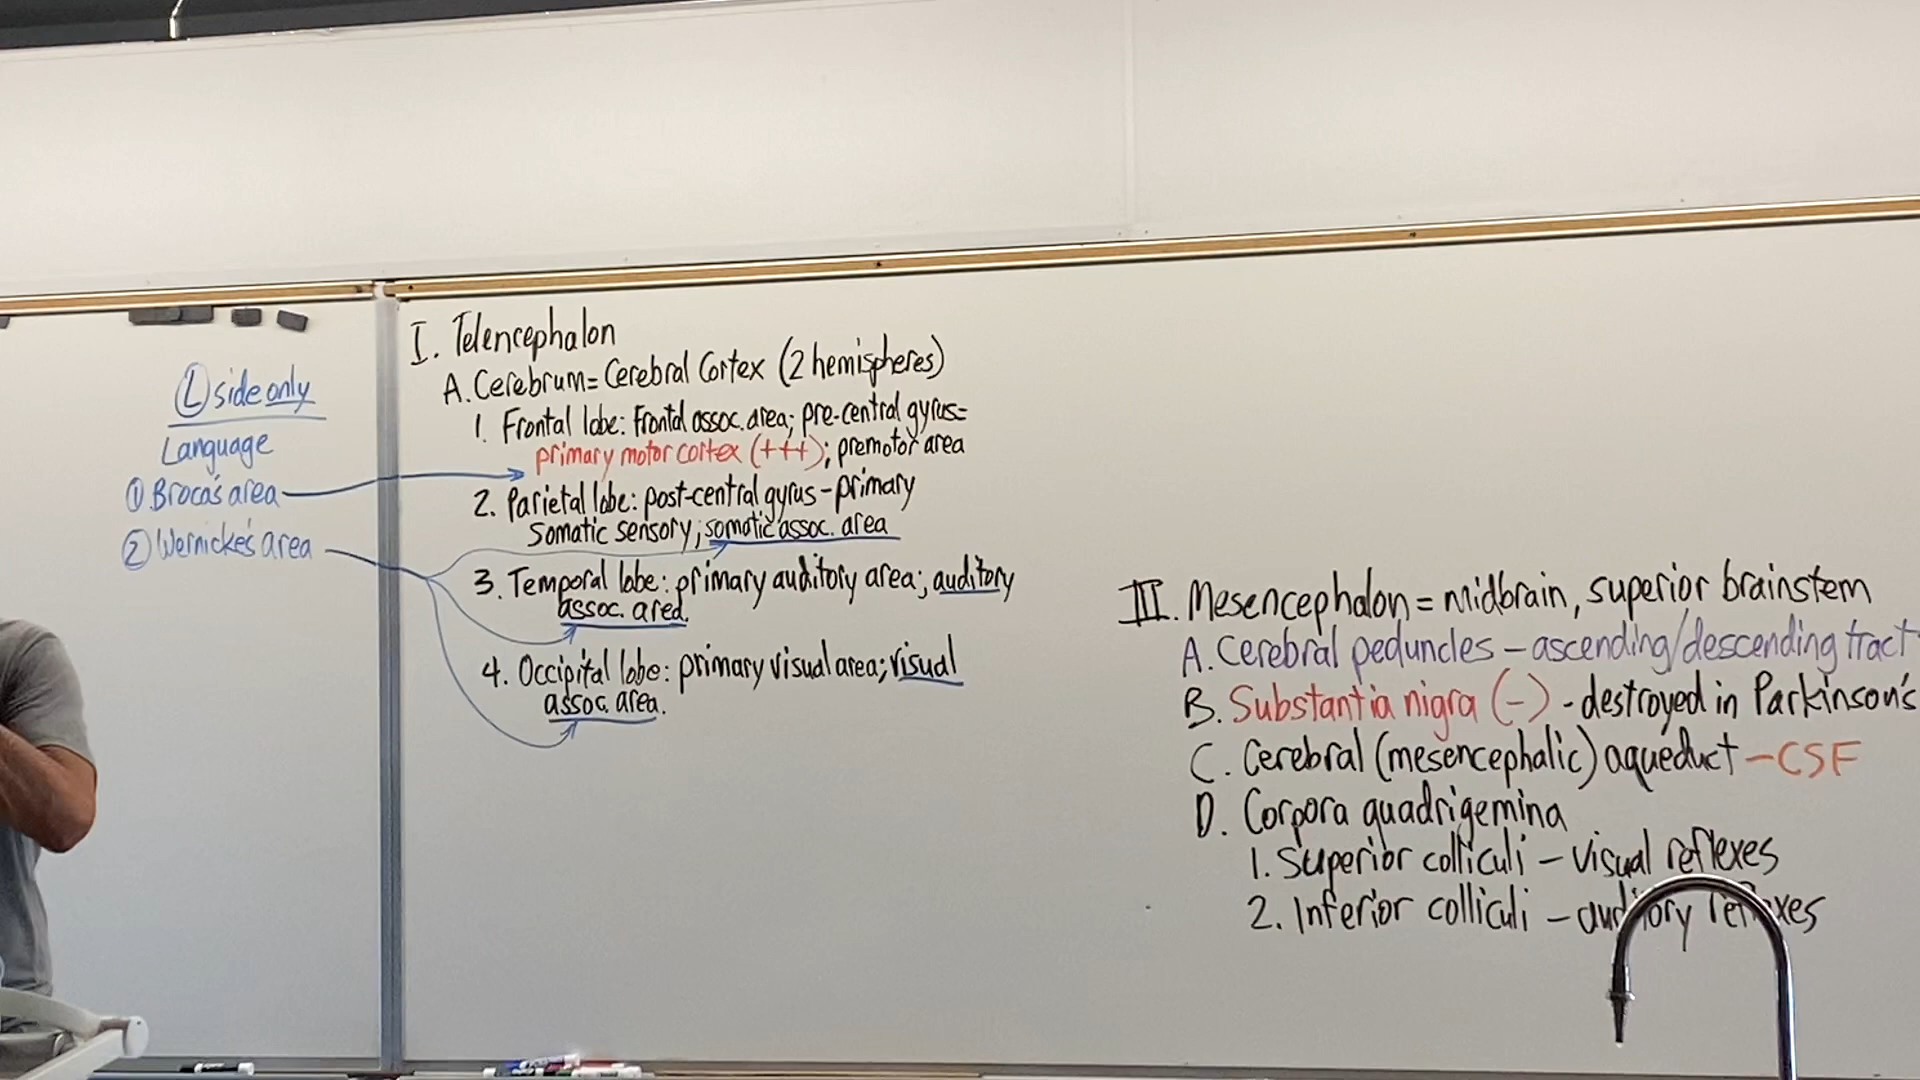 Ⓛ side only
Language
① Broca's area
② Wernicke's area
I. Telencephalon
A. Cerebrum = Cerebral Cortex (2 hemispheres)
1. Frontal lobe: Frontal assoc. area; pre-central gyrus=
primary motor cortex (+++); premotor area
2. Parietal lobe: post-central gyrus - primary
Somatic sensory; somatic assoc. area
3. Temporal lobe: primary auditory area; auditory
assoc. area.
4. Occipital lobe: primary visual area; visual
assoc. area.
III. Mesencephalon = midbrain, superior brainstem
A. Cerebral peduncles - ascending/descending tract
B. Substantia nigra (-) - destroyed in Parkinson's
C. Cerebral (mesencephalic) aqueduct - CSF
D. Corpora quadrigemina
1. Superior colliculi - visual reflexes
2. Inferior colliculi - auditory reflexes